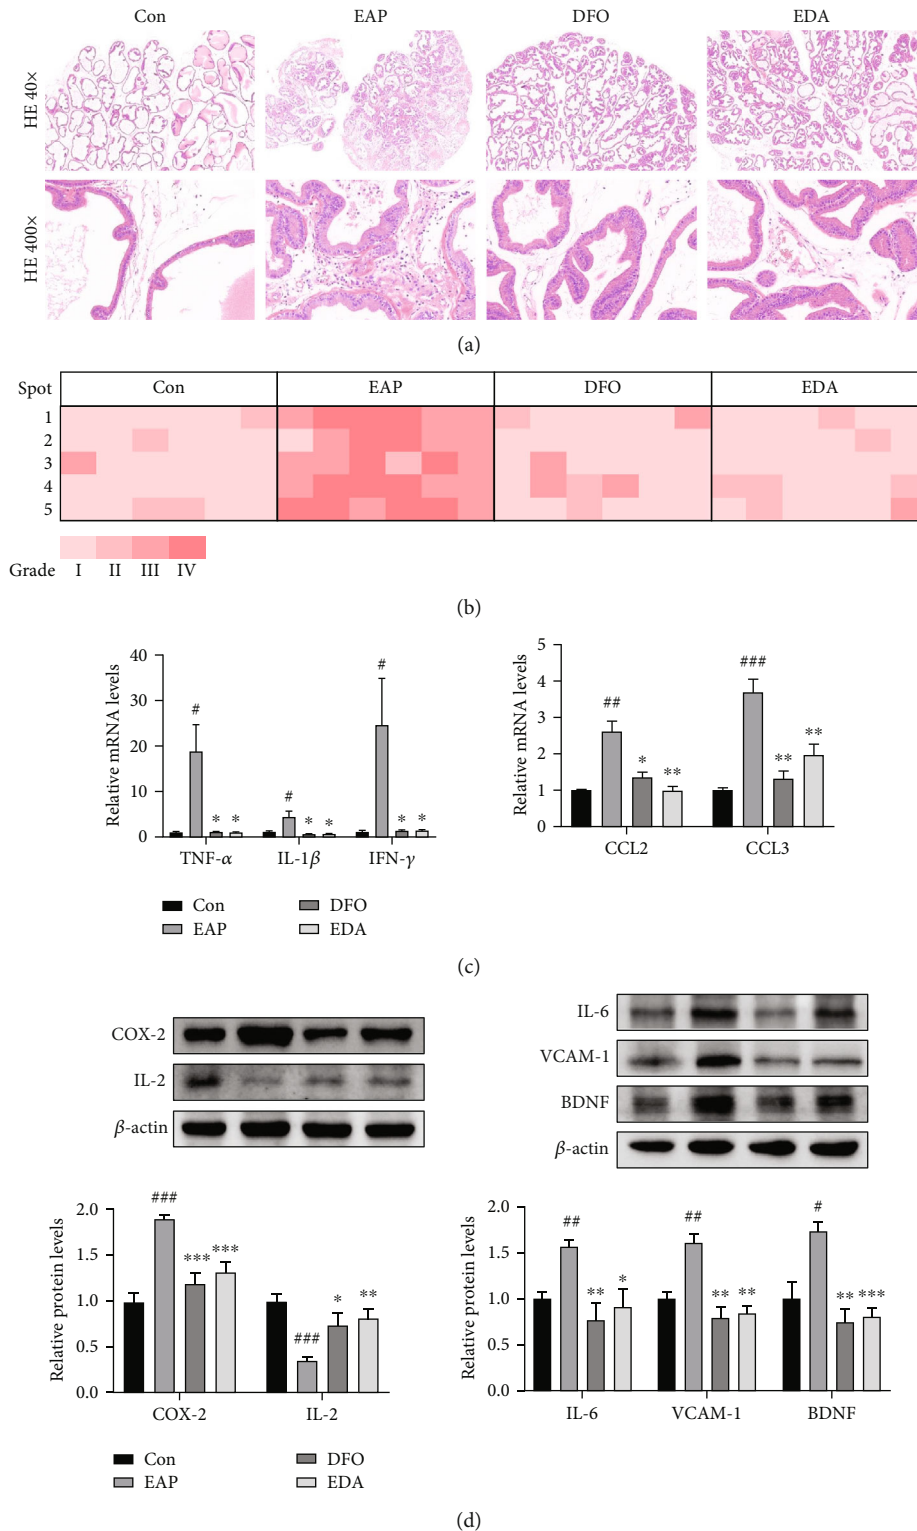 Con EAP DFO EDA
HE 40×
HE 400×
(a)
Spot Con EAP DFO EDA
1
2
3
4
5
Grade I II III IV
(b)
Relative mRNA levels
40
30
20
10
0
# * * # * * # * *
TNF-α IL-1β IFN-γ
Relative mRNA levels
5
4
3
2
1
0
## * ** ### ** **
CCL2 CCL3
Con DFO
EAP EDA
(c)
COX-2
IL-2
β-actin
IL-6
VCAM-1
BDNF
β-actin
Relative protein levels
2.0
1.5
1.0
0.5
0.0
### *** *** ### * **
COX-2 IL-2
Relative protein levels
2.0
1.5
1.0
0.5
0.0
## ** * ## ** ** # ** ***
IL-6 VCAM-1 BDNF
Con DFO
EAP EDA
(d)